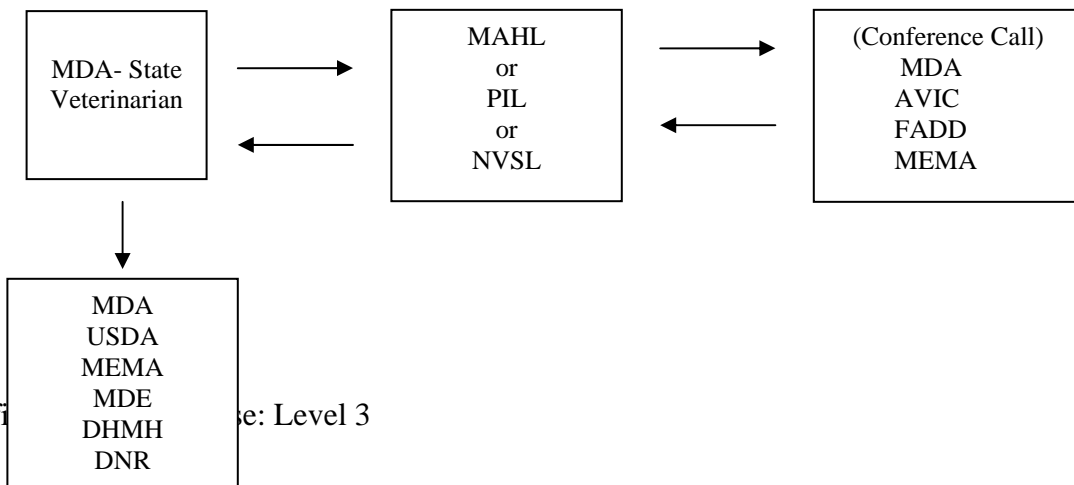 MDA- State
Veterinarian
MAHL
or
PIL
or
NVSL
(Conference Call)
MDA
AVIC
FADD
MEMA
MDA
USDA
MEMA
MDE
DHMH
DNR
: Level 3